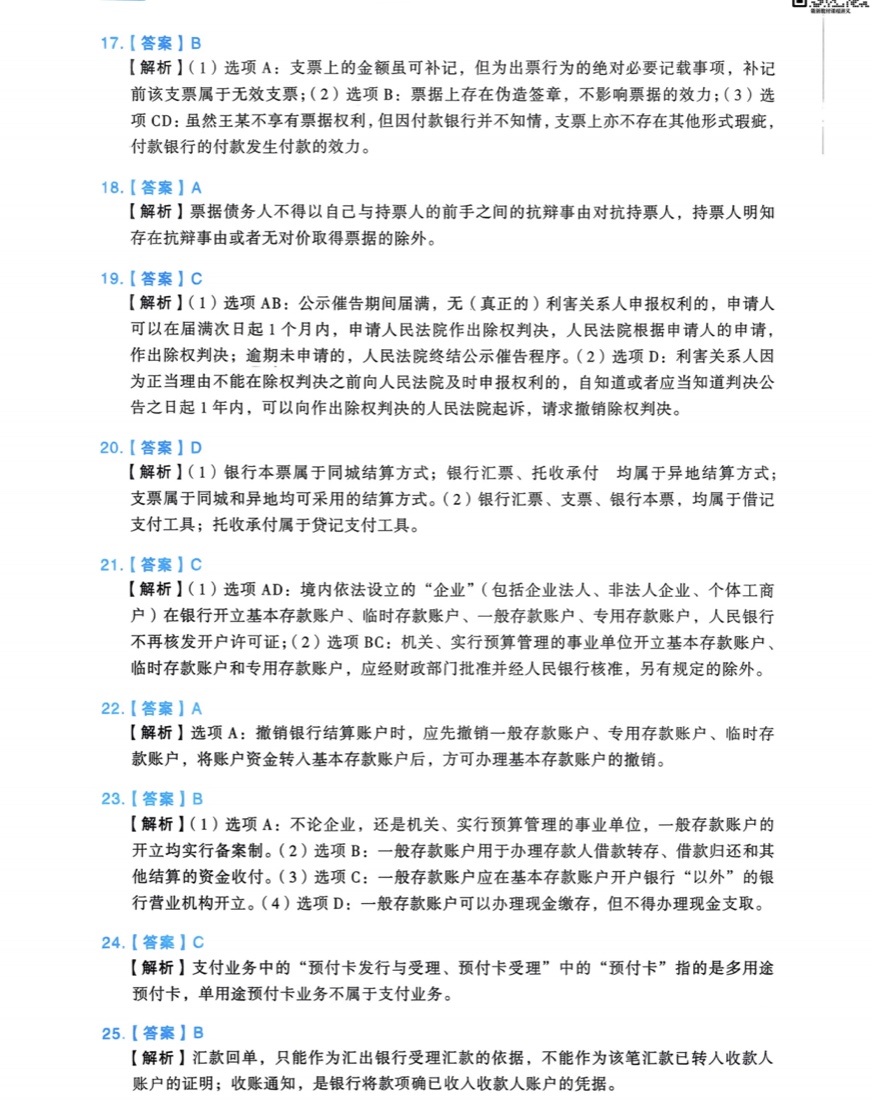 17.【答案】B
【解析】(1)选项 A：支票上的金额虽可补记，但为出票行为的绝对必要记载事项，补记
前该支票属于无效支票；(2)选项 B：票据上存在伪造签章，不影响票据的效力；(3)选
项 CD：虽然王某不享有票据权利，但因付款银行并不知情，支票上亦不存在其他形式瑕疵，
付款银行的付款发生付款的效力。
18.【答案】A
【解析】票据债务人不得以自己与持票人的前手之间的抗辩事由对抗持票人，持票人明知
存在抗辩事由或者无对价取得票据的除外。
19.【答案】C
【解析】(1)选项 AB：公示催告期间届满，无（真正的）利害关系人申报权利的，申请人
可以在届满次日起 1 个月内，申请人民法院作出除权判决，人民法院根据申请人的申请，
作出除权判决；逾期未申请的，人民法院终结公示催告程序。(2)选项 D：利害关系人因
为正当理由不能在除权判决之前向人民法院及时申报权利的，自知道或者应当知道判决公
告之日起 1 年内，可以向作出除权判决的人民法院起诉，请求撤销除权判决。
20.【答案】D
【解析】(1)银行本票属于同城结算方式；银行汇票、托收承付 均属于异地结算方式；
支票属于同城和异地均可采用的结算方式。(2)银行汇票、支票、银行本票，均属于借记
支付工具；托收承付属于贷记支付工具。
21.【答案】C
【解析】(1)选项 AD：境内依法设立的“企业”（包括企业法人、非法人企业、个体工商
户）在银行开立基本存款账户、临时存款账户、一般存款账户、专用存款账户，人民银行
不再核发开户许可证；(2)选项 BC：机关、实行预算管理的事业单位开立基本存款账户、
临时存款账户和专用存款账户，应经财政部门批准并经人民银行核准，另有规定的除外。
22.【答案】A
【解析】选项 A：撤销银行结算账户时，应先撤销一般存款账户、专用存款账户、临时存
款账户，将账户资金转入基本存款账户后，方可办理基本存款账户的撤销。
23.【答案】B
【解析】(1)选项 A：不论企业，还是机关、实行预算管理的事业单位，一般存款账户的
开立均实行备案制。(2)选项 B：一般存款账户用于办理存款人借款转存、借款归还和其
他结算的资金收付。(3)选项 C：一般存款账户应在基本存款账户开户银行“以外”的银
行营业机构开立。(4)选项 D：一般存款账户可以办理现金缴存，但不得办理现金支取。
24.【答案】C
【解析】支付业务中的“预付卡发行与受理、预付卡受理”中的“预付卡”指的是多用途
预付卡，单用途预付卡业务不属于支付业务。
25.【答案】B
【解析】汇款回单，只能作为汇出银行受理汇款的依据，不能作为该笔汇款已转入收款人
账户的证明；收账通知，是银行将款项确已收入收款人账户的凭据。